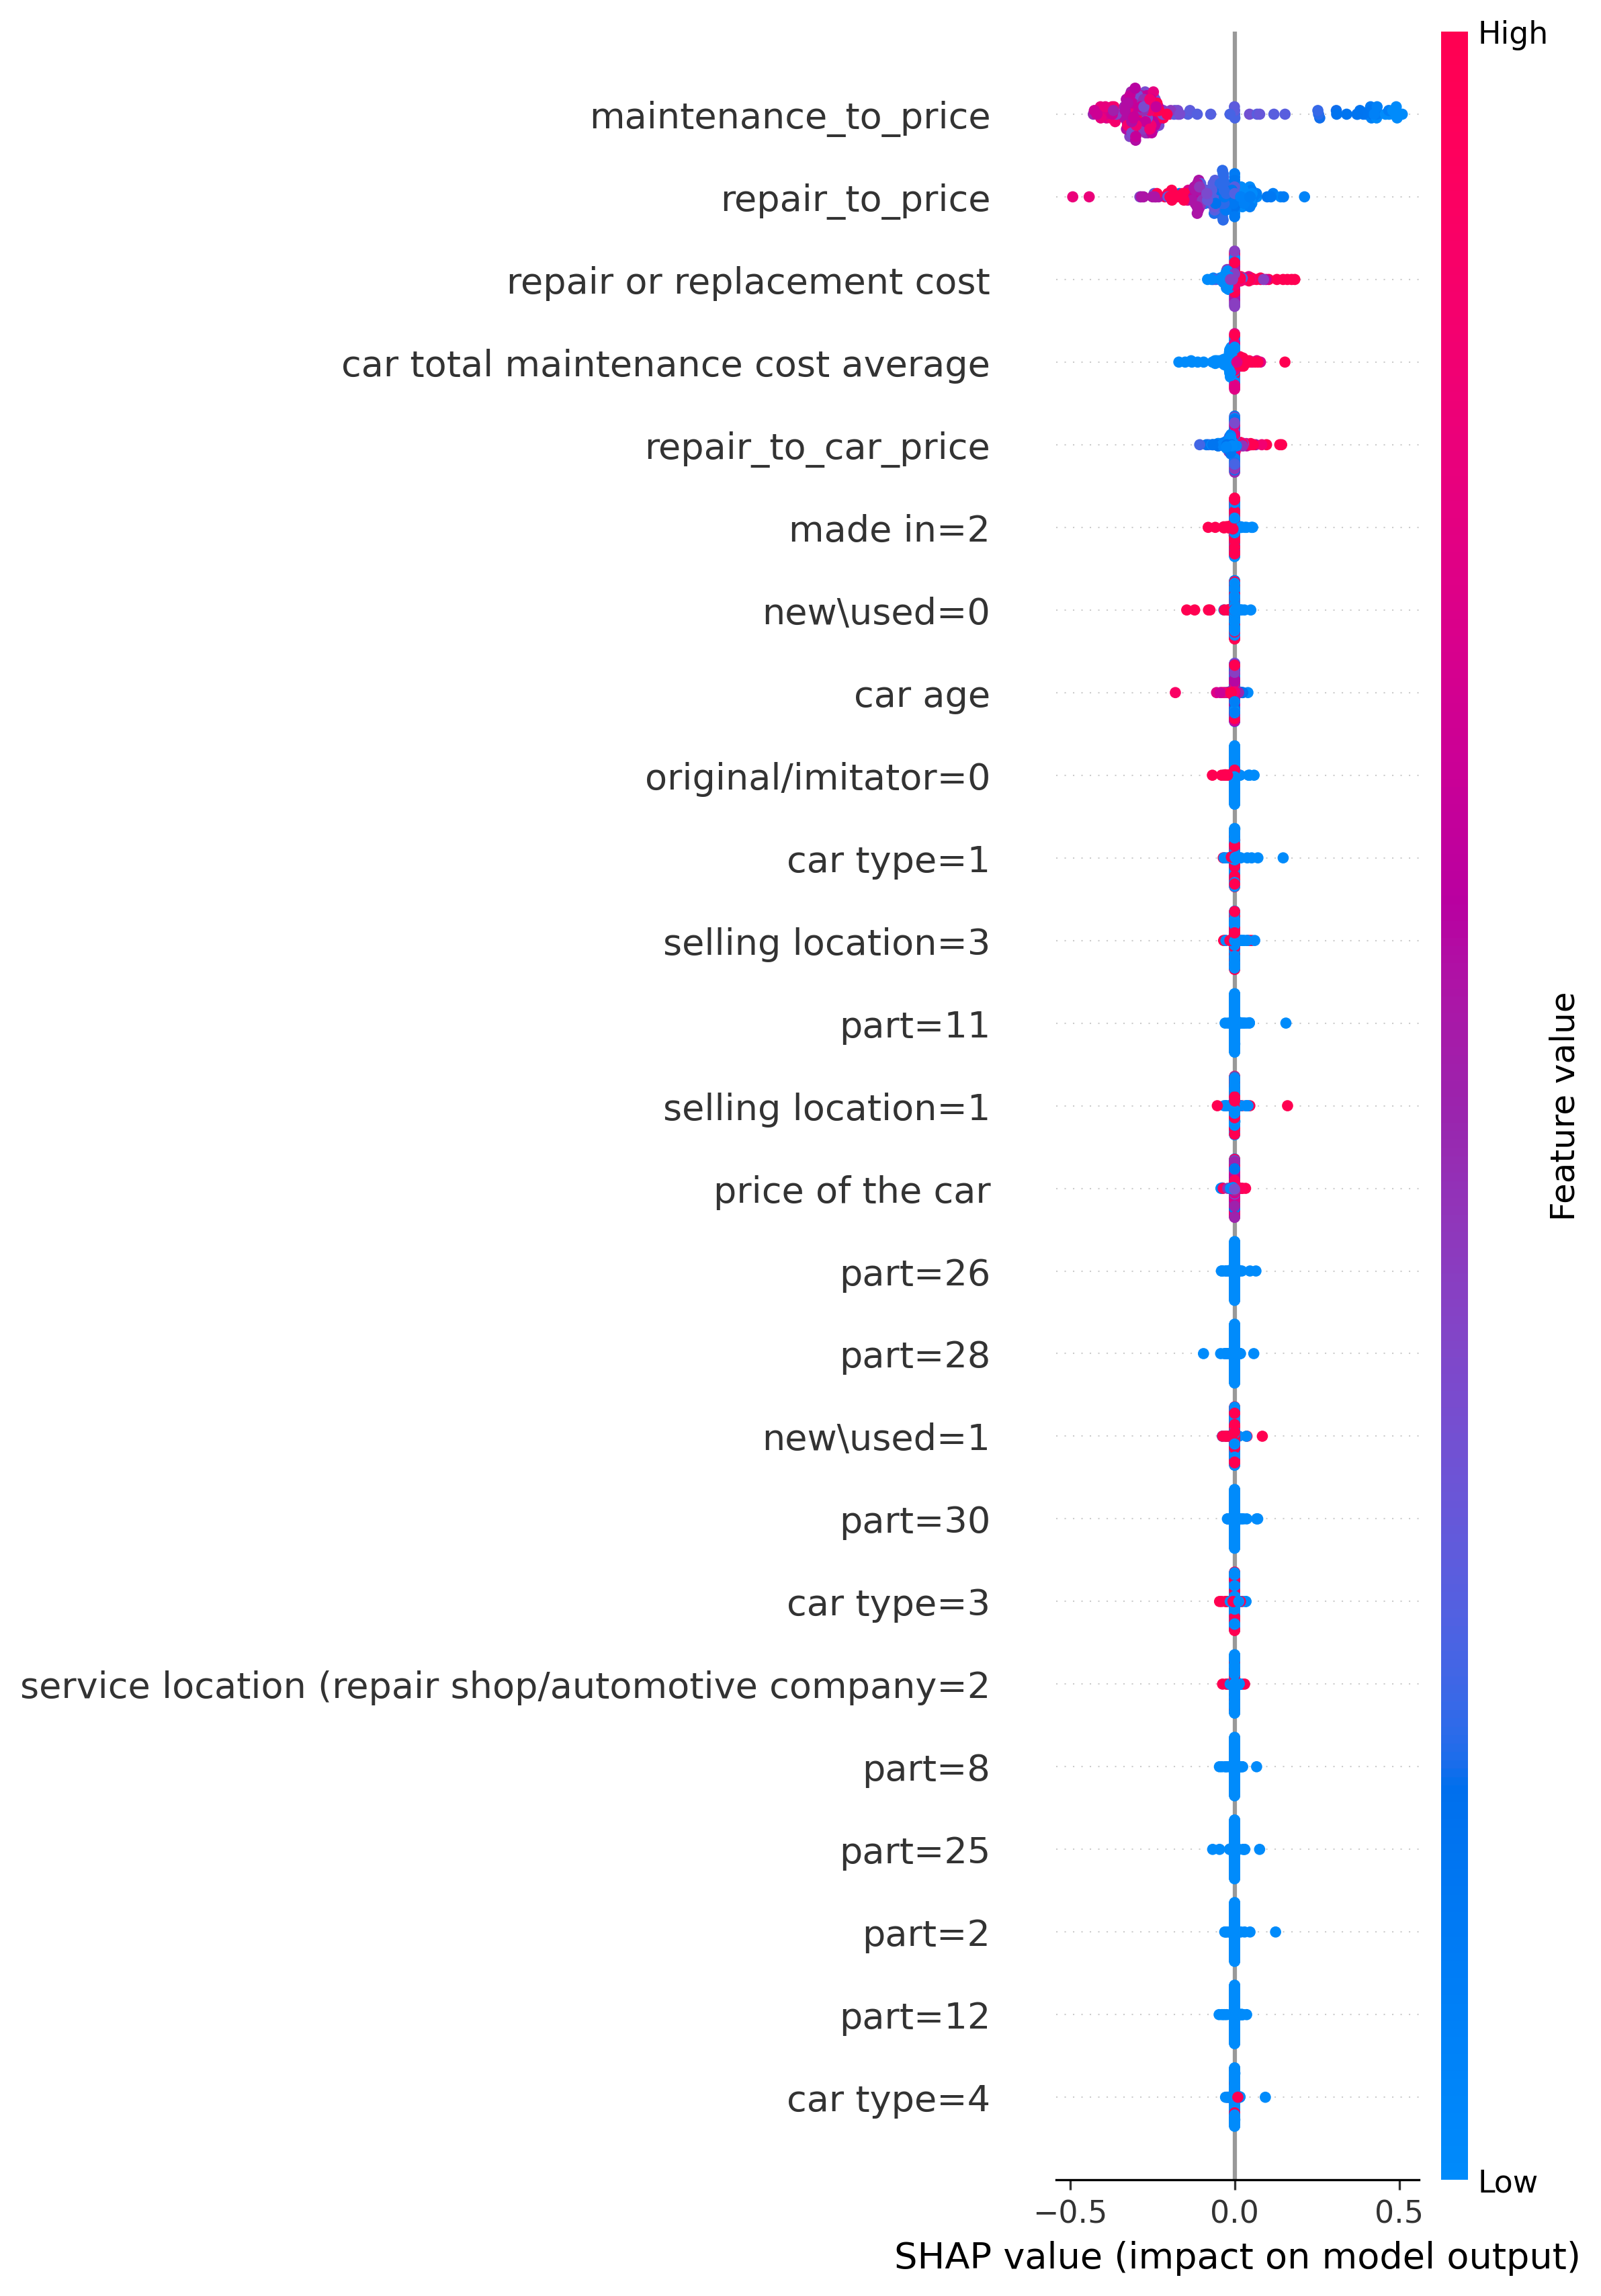 High
maintenance_to_price
repair_to_price
repair or replacement cost
car total maintenance cost average
repair_to_car_price
made in=2
new\used=0
car age
original/imitator=0
car type=1
selling location=3
part=11
selling location=1
price of the car
part=26
part=28
new\used=1
part=30
car type=3
service location (repair shop/automotive company=2
part=8
part=25
part=2
part=12
car type=4
Feature value
Low
−0.5 0.0 0.5
SHAP value (impact on model output)